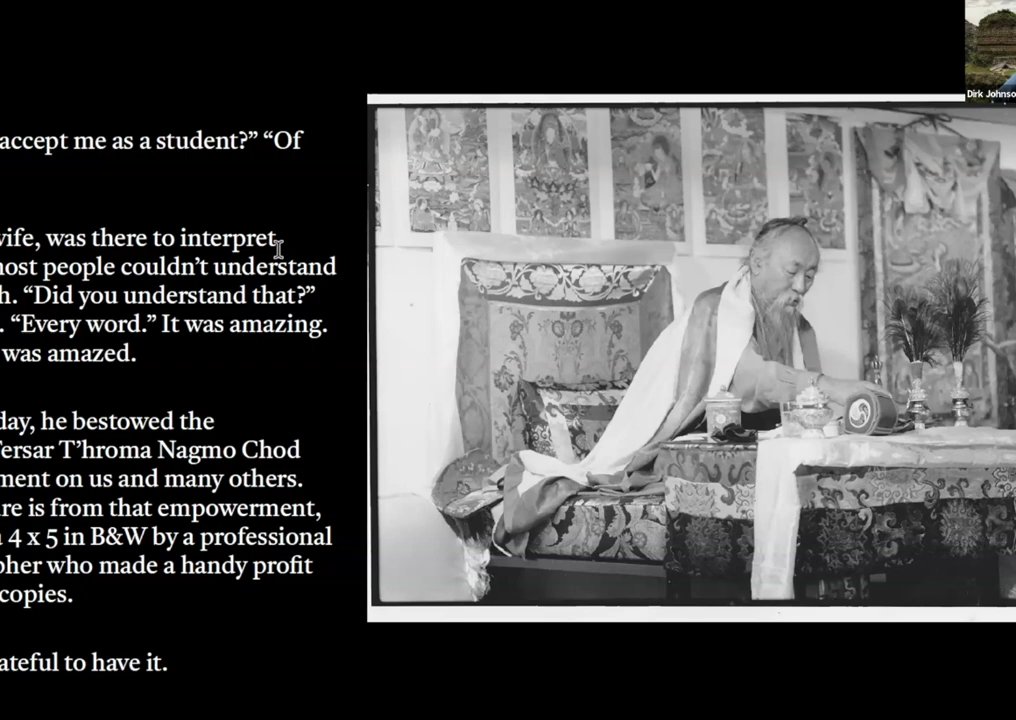 accept me as a student?” “Of
wife, was there to interpret
most people couldn’t understand
h. “Did you understand that?”
. “Every word.” It was amazing.
was amazed.
day, he bestowed the
Tersar T’hroma Nagmo Chod
ment on us and many others.
re is from that empowerment,
4 x 5 in B&W by a professional
pher who made a handy profit
copies.
ateful to have it.
Dirk Johnso